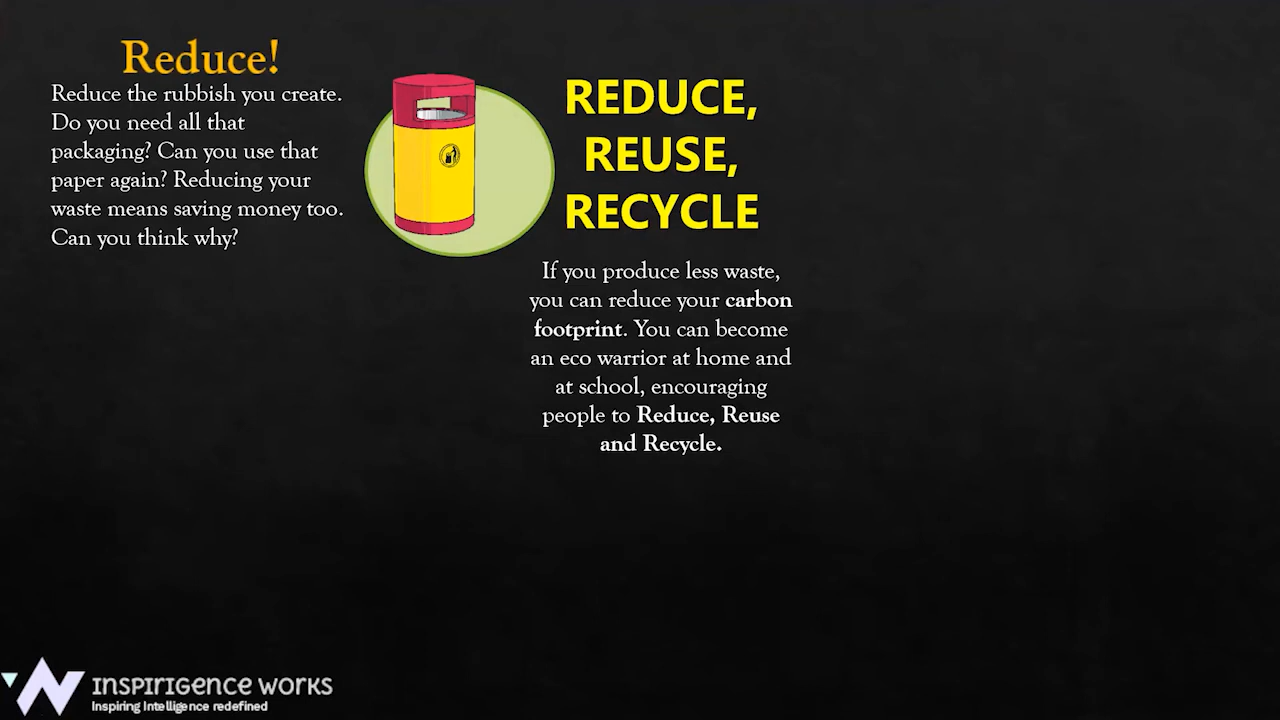 Reduce!
Reduce the rubbish you create.
Do you need all that
packaging? Can you use that
paper again? Reducing your
waste means saving money too.
Can you think why?
REDUCE,
REUSE,
RECYCLE
If you produce less waste,
you can reduce your carbon
footprint. You can become
an eco warrior at home and
at school, encouraging
people to Reduce, Reuse
and Recycle.
INSPIRIGENCE WORKS
Inspiring Intelligence redefined